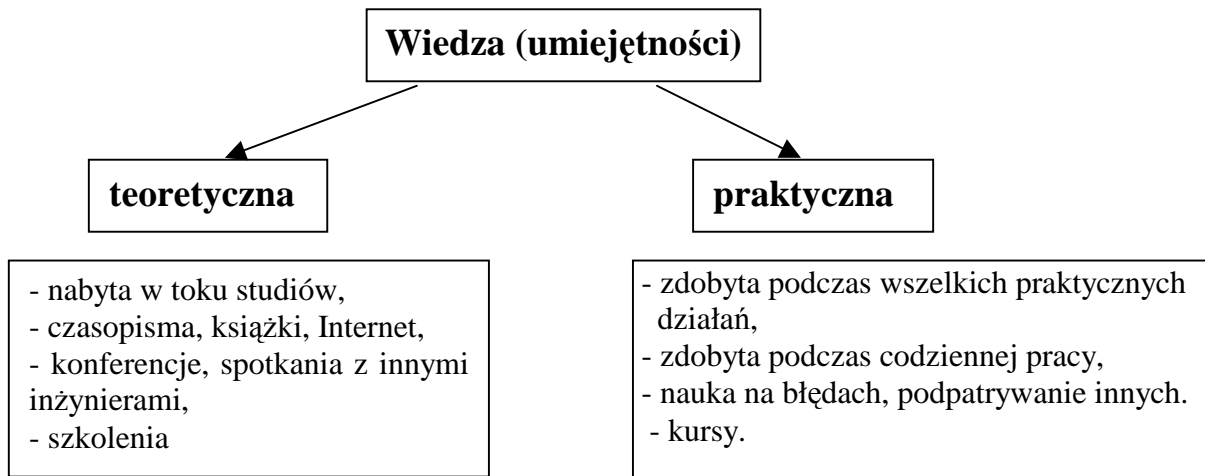 Wiedza (umiejętności)
teoretyczna
praktyczna
- nabyta w toku studiów,
- czasopisma, książki, Internet,
- konferencje, spotkania z innymi
inżynierami,
- szkolenia
- zdobyta podczas wszelkich praktycznych
działań,
- zdobyta podczas codziennej pracy,
- nauka na błędach, podpatrywanie innych.
- kursy.